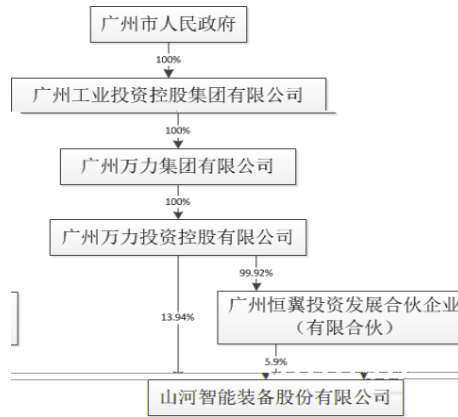 广州市人民政府
100%
广州工业投资控股集团有限公司
100%
广州万力集团有限公司
100%
广州万力投资控股有限公司
99.92%
13.94%
广州恒翼投资发展合伙企业
（有限合伙）
5.9%
山河智能装备股份有限公司